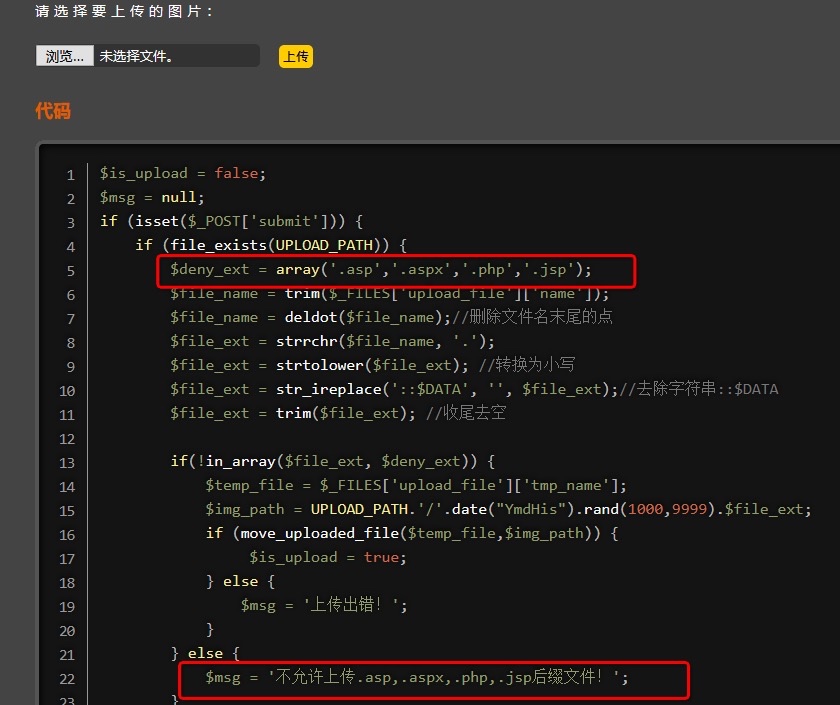 请选择要上传的图片：
浏览... 未选择文件。 上传
代码
1 $is_upload = false;
2 $msg = null;
3 if (isset($_POST['submit'])) {
4 if (file_exists(UPLOAD_PATH)) {
5 $deny_ext = array('.asp','.aspx','.php','.jsp');
6 $file_name = trim($_FILES['upload_file']['name']);
7 $file_name = deldot($file_name);//删除文件名末尾的点
8 $file_ext = strrchr($file_name, '.');
9 $file_ext = strtolower($file_ext); //转换为小写
10 $file_ext = str_ireplace('::$DATA', '', $file_ext);//去除字符串::$DATA
11 $file_ext = trim($file_ext); //收尾去空
12
13 if(!in_array($file_ext, $deny_ext)) {
14 $temp_file = $_FILES['upload_file']['tmp_name'];
15 $img_path = UPLOAD_PATH.'/'.date("YmdHis").rand(1000,9999).$file_ext;
16 if (move_uploaded_file($temp_file,$img_path)) {
17 $is_upload = true;
18 } else {
19 $msg = '上传出错！';
20 }
21 } else {
22 $msg = '不允许上传.asp,.aspx,.php,.jsp后缀文件！';
23 }